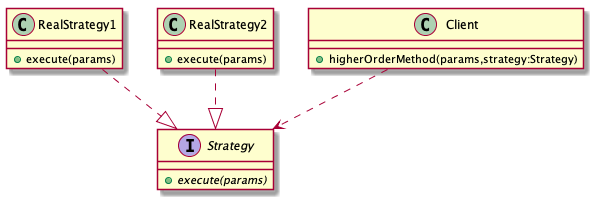 C RealStrategy1
execute(params)
C RealStrategy2
execute(params)
C Client
higherOrderMethod(params,strategy:Strategy)
I Strategy
execute(params)